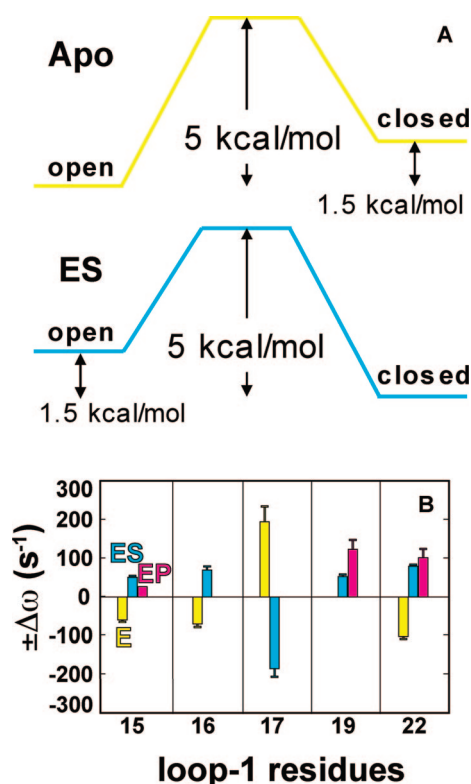 A
Apo
closed
5 kcal/mol
open
1.5 kcal/mol
ES
open
5 kcal/mol
closed
1.5 kcal/mol
B
±Δω (s⁻¹)
300
200
100
0
-100
-200
-300
ES
EP
E
15 16 17 19 22
loop-1 residues